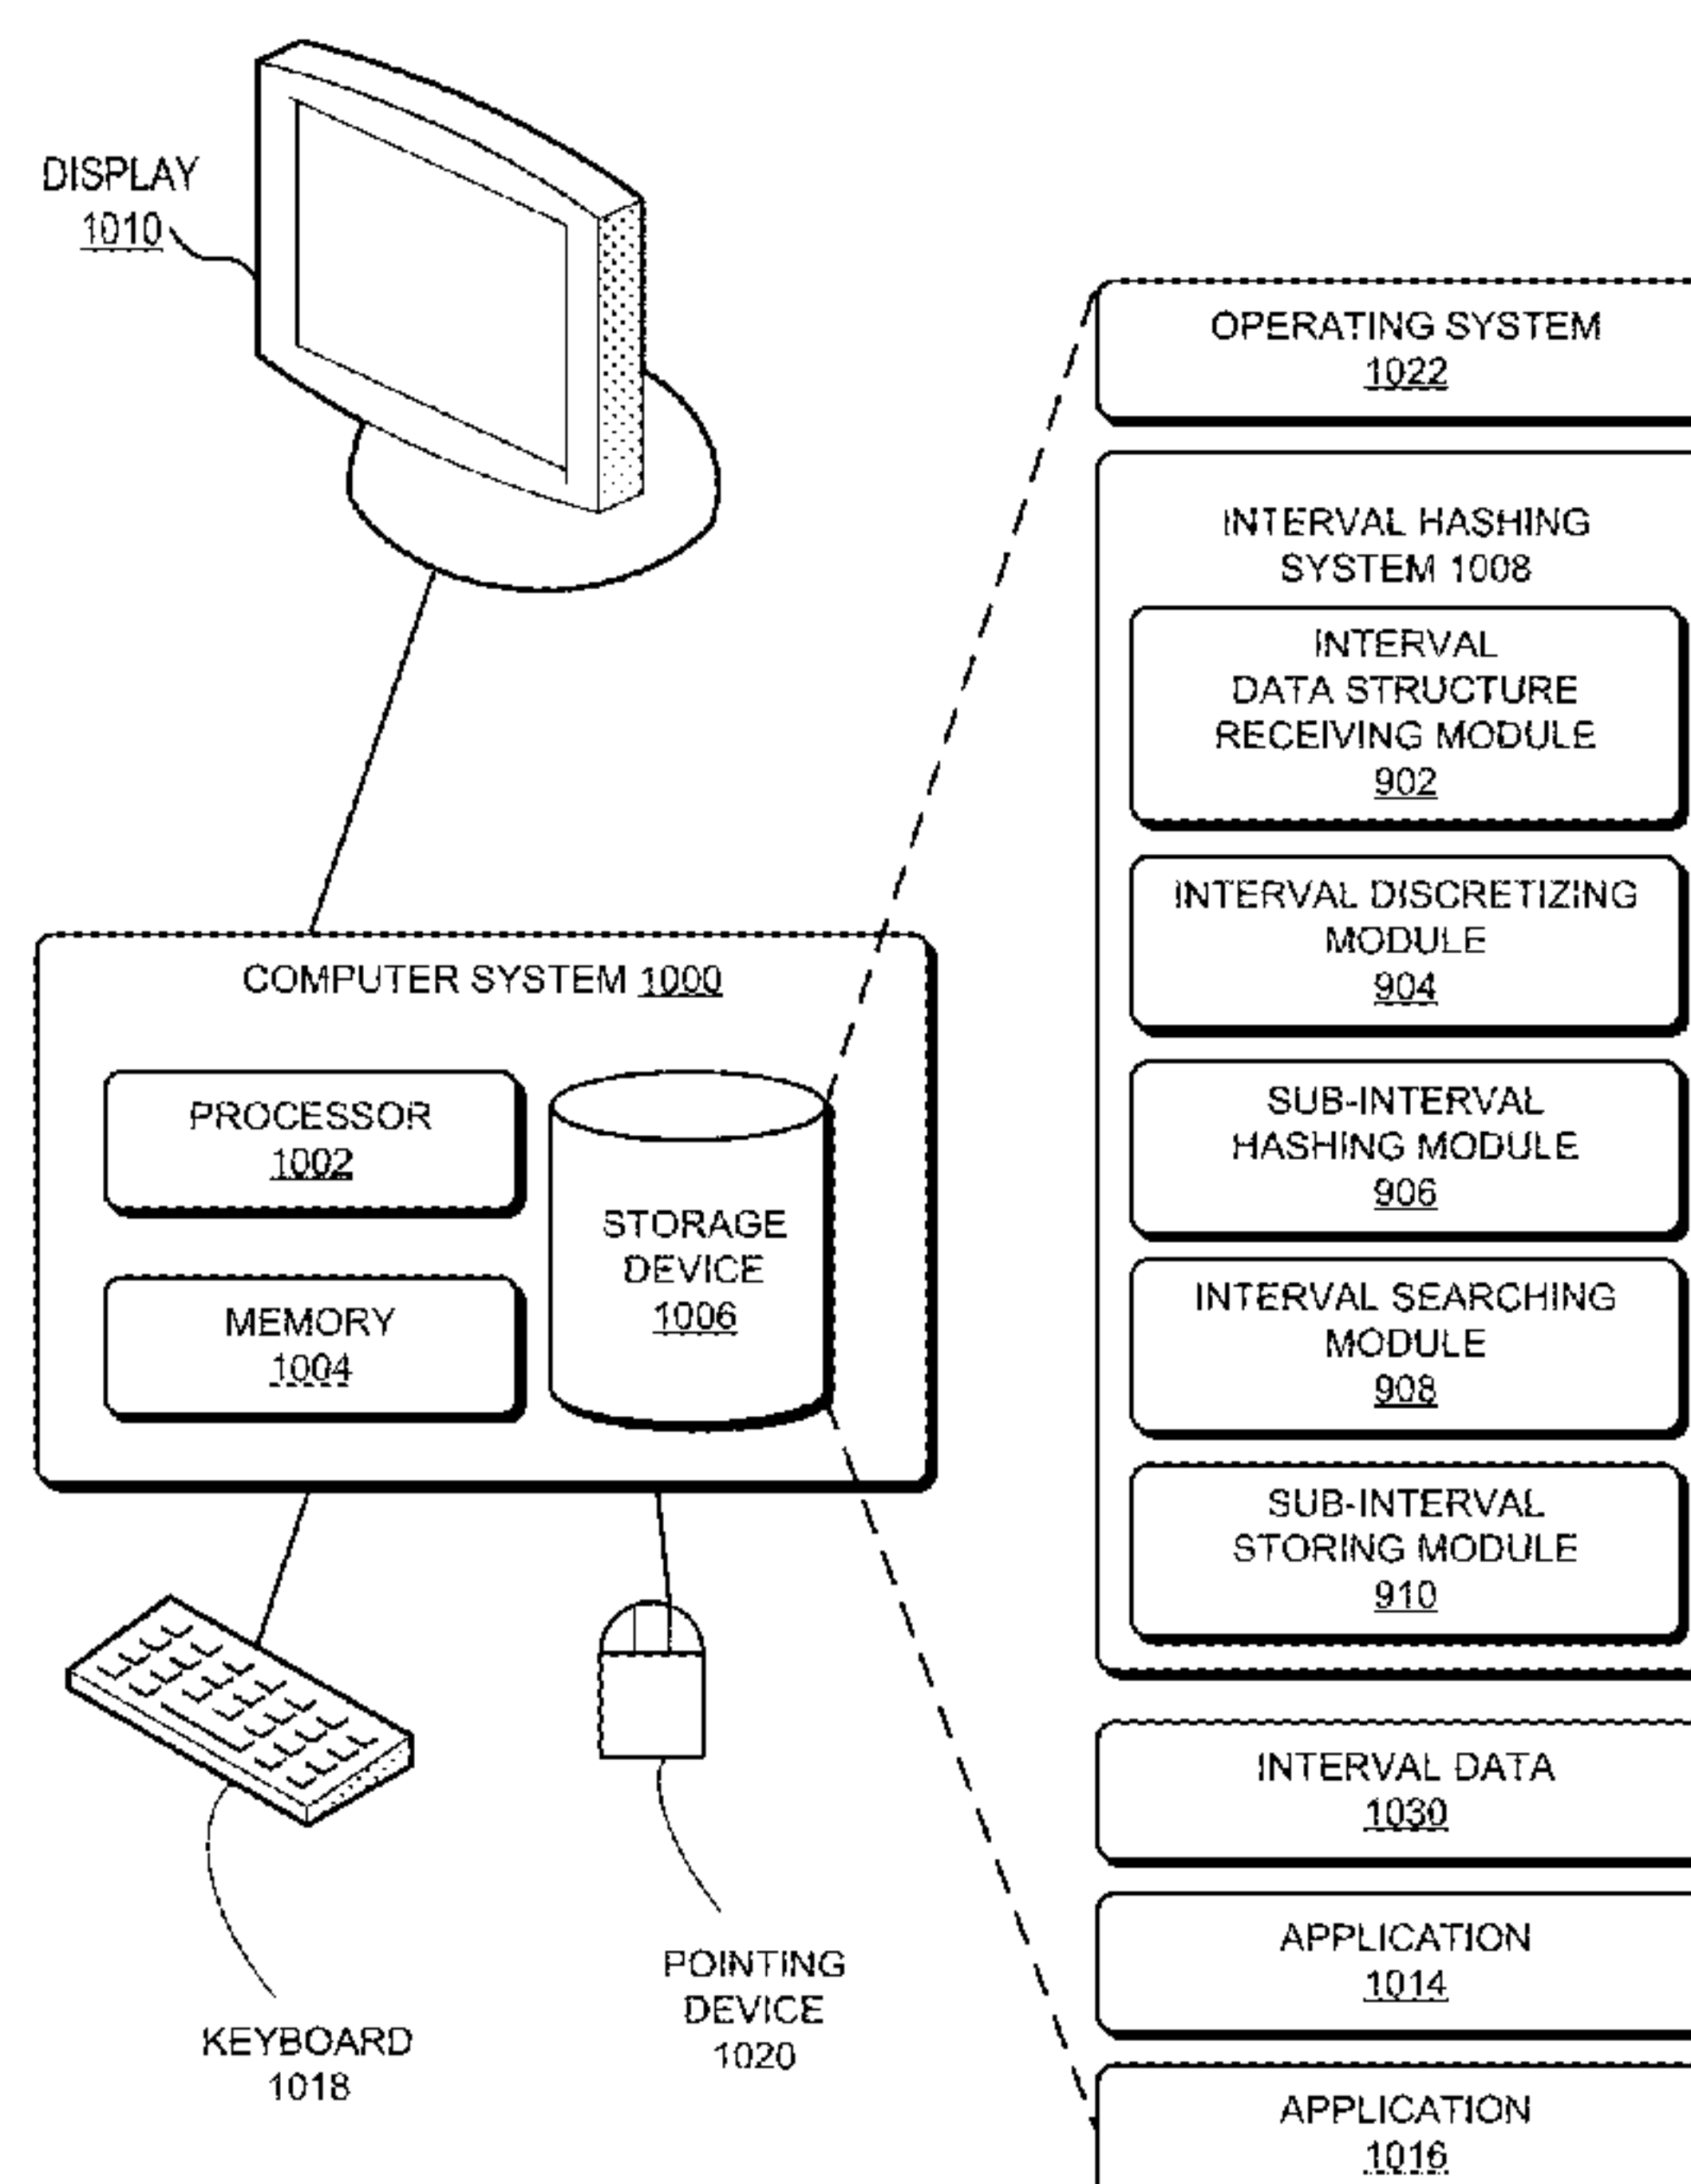 DISPLAY
1010
OPERATING SYSTEM
1022
INTERVAL HASHING
SYSTEM 1008
INTERVAL
DATA STRUCTURE
RECEIVING MODULE
902
INTERVAL DISCRETIZING
MODULE
904
SUB-INTERVAL
HASHING MODULE
906
INTERVAL SEARCHING
MODULE
908
SUB-INTERVAL
STORING MODULE
910
INTERVAL DATA
1030
APPLICATION
1014
APPLICATION
1016
COMPUTER SYSTEM 1000
PROCESSOR
1002
MEMORY
1004
STORAGE
DEVICE
1006
KEYBOARD
1018
POINTING
DEVICE
1020